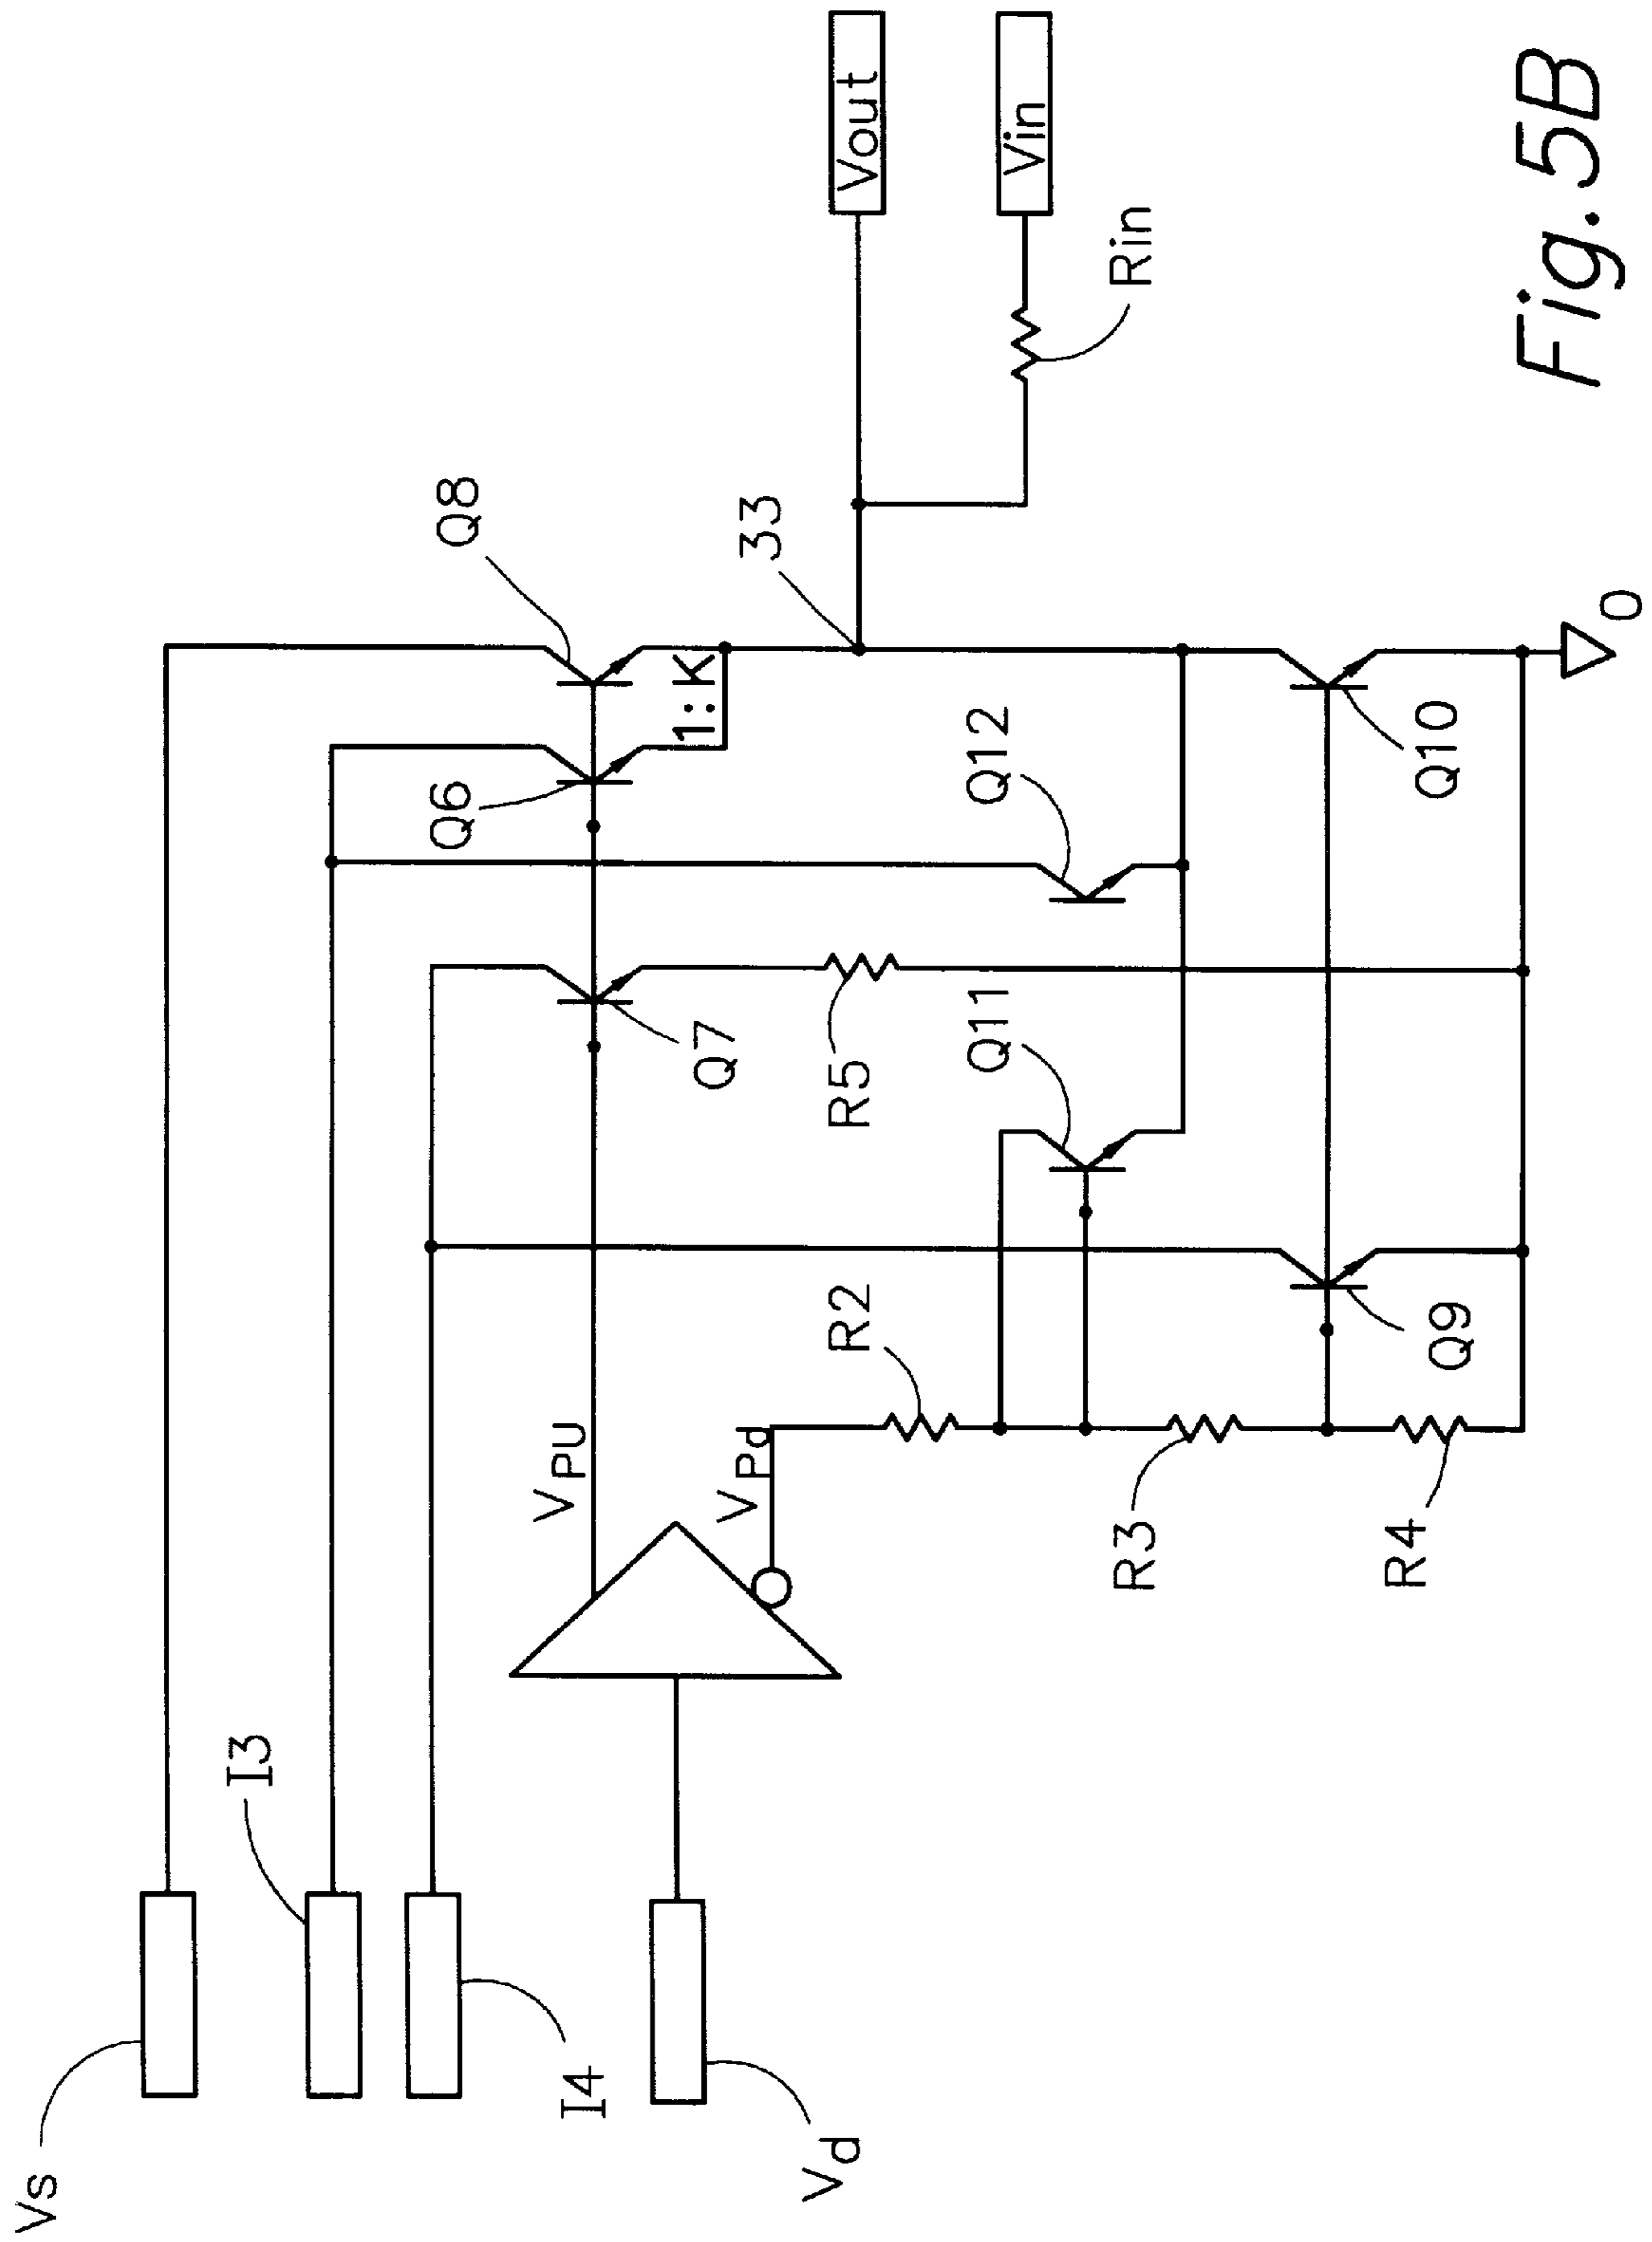 Vs
I3
I4
Vd
VPU
VPd
R2
R3
R4
Q9
Q11
R5
Q7
Q12
Q6
1:K
Q8
33
Q10
0
Vout
Vin
Rin
Fig.5B